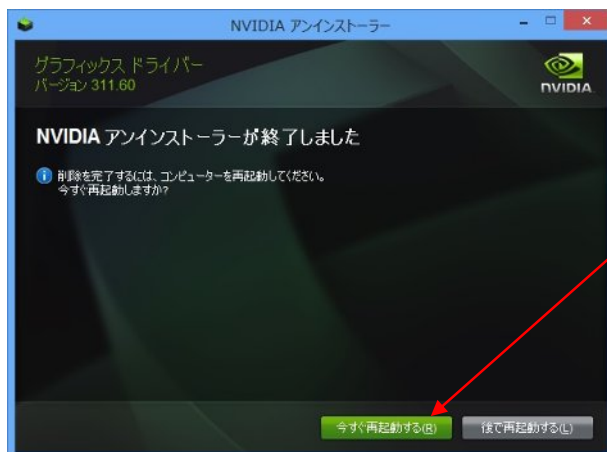 NVIDIA アンインストーラー
グラフィックス ドライバー
バージョン 311.60
NVIDIA
NVIDIA アンインストーラーが終了しました
削除を完了するには、コンピューターを再起動してください。
今すぐ再起動しますか?
今すぐ再起動する(R)
後で再起動する(L)